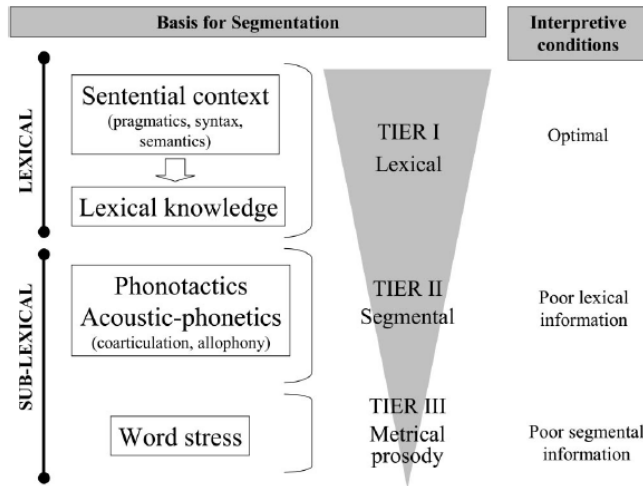 Basis for Segmentation
Interpretive
conditions
LEXICAL
Sentential context
(pragmatics, syntax,
semantics)
Lexical knowledge
TIER I
Lexical
Optimal
SUB-LEXICAL
Phonotactics
Acoustic-phonetics
(coarticulation, allophony)
TIER II
Segmental
Poor lexical
information
Word stress
TIER III
Metrical
prosody
Poor segmental
information